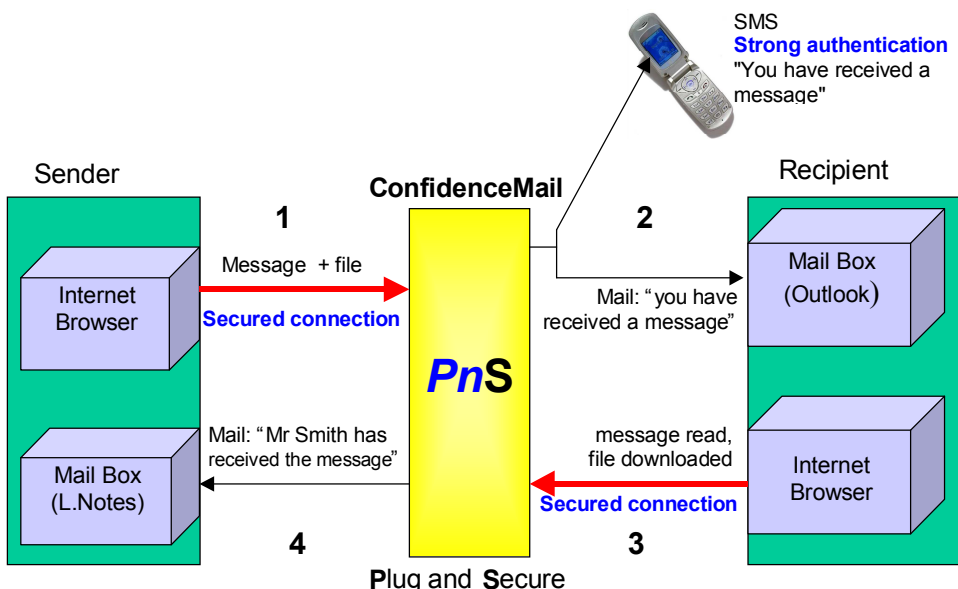 SMS
Strong authentication
"You have received a
message"
Sender
Recipient
ConfidenceMail
1
2
Message + file
Secured connection
Internet
Browser
Mail Box
(Outlook)
Mail: “you have
received a message”
PnS
Mail: “Mr Smith has
received the message”
Mail Box
(L.Notes)
message read,
file downloaded
Secured connection
Internet
Browser
4
3
Plug and Secure